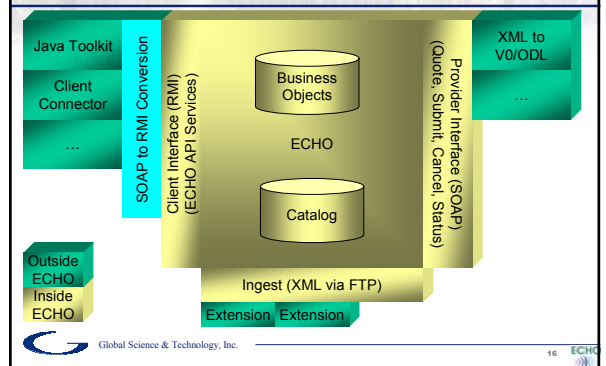 Java Toolkit
Client
Connector
...
SOAP to RMI Conversion
Client Interface (RMI)
(ECHO API Services)
Business
Objects
ECHO
Catalog
Provider Interface (SOAP)
(Quote, Submit, Cancel, Status)
XML to
V0/ODL
...
Ingest (XML via FTP)
Extension Extension
Outside
ECHO
Inside
ECHO
Global Science & Technology, Inc.
16
ECHO